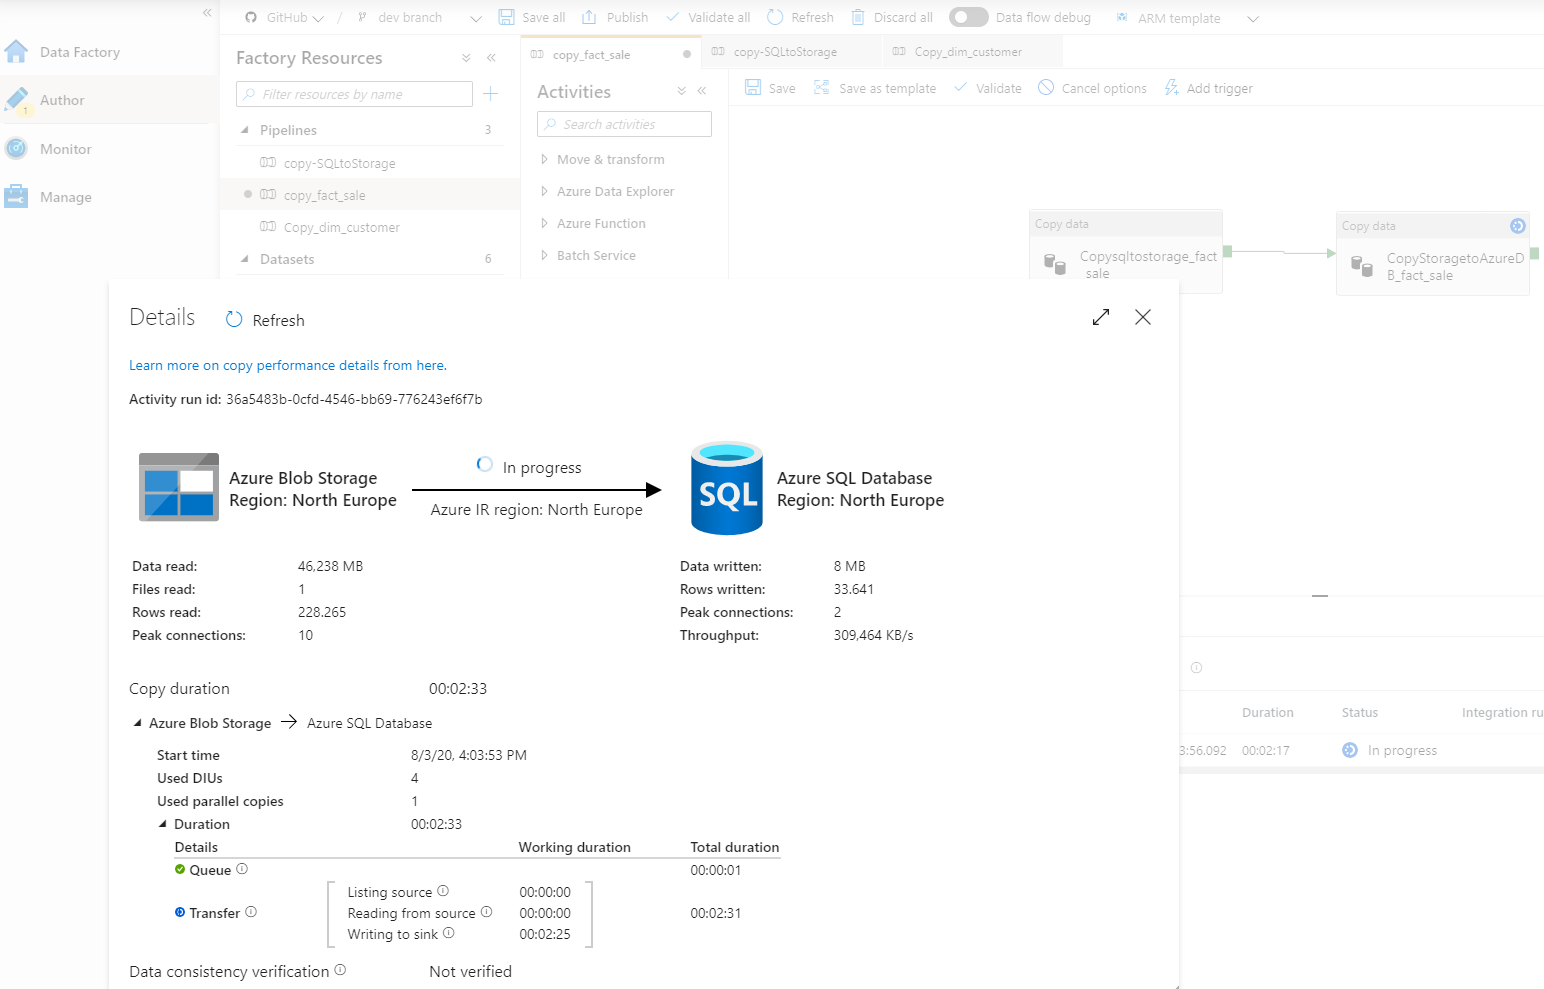 GitHub / dev branch Save all Publish Validate all Refresh Discard all Data flow debug ARM template
Data Factory
Author
1
Monitor
Manage
Factory Resources
Filter resources by name
Pipelines 3
copy-SQLtoStorage
copy_fact_sale
Copy_dim_customer
Datasets 6
copy_fact_sale copy-SQLtoStorage Copy_dim_customer
Activities
Search activities
Move & transform
Azure Data Explorer
Azure Function
Batch Service
Save Save as template Validate Cancel options Add trigger
Copy data
Copysqltostorage_fact
_sale
Copy data
CopyStoragetoAzureD
B_fact_sale
Details Refresh
Learn more on copy performance details from here.
Activity run id: 36a5483b-0cfd-4546-bb69-776243ef6f7b
Azure Blob Storage
Region: North Europe
In progress
Azure IR region: North Europe
SQL
Azure SQL Database
Region: North Europe
Data read: 46,238 MB
Files read: 1
Rows read: 228.265
Peak connections: 10
Data written: 8 MB
Rows written: 33.641
Peak connections: 2
Throughput: 309,464 KB/s
Copy duration 00:02:33
Azure Blob Storage → Azure SQL Database
Start time 8/3/20, 4:03:53 PM
Used DIUs 4
Used parallel copies 1
Duration 00:02:33
Details Working duration Total duration
Queue 00:00:01
Listing source 00:00:00
Transfer Reading from source 00:00:00 00:02:31
Writing to sink 00:02:25
Data consistency verification Not verified
Duration Status Integration ru
3:56.092 00:02:17 In progress